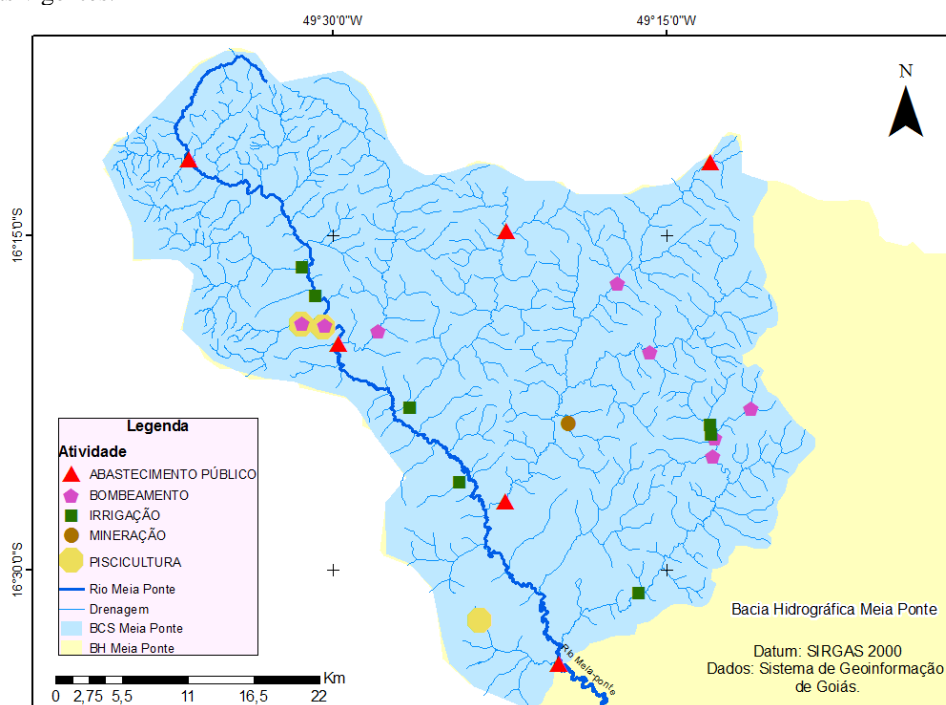 49°30'0"W
49°15'0"W
N
16°15'0"S
16°30'0"S
Legenda
Atividade
ABASTECIMENTO PÚBLICO
BOMBEAMENTO
IRRIGAÇÃO
MINERAÇÃO
PISCICULTURA
Rio Meia Ponte
Drenagem
BCS Meia Ponte
BH Meia Ponte
Rio Meia-ponte
Bacia Hidrográfica Meia Ponte
Datum: SIRGAS 2000
Dados: Sistema de Geoinformação
de Goiás.
Km
0 2,75 5,5 11 16,5 22